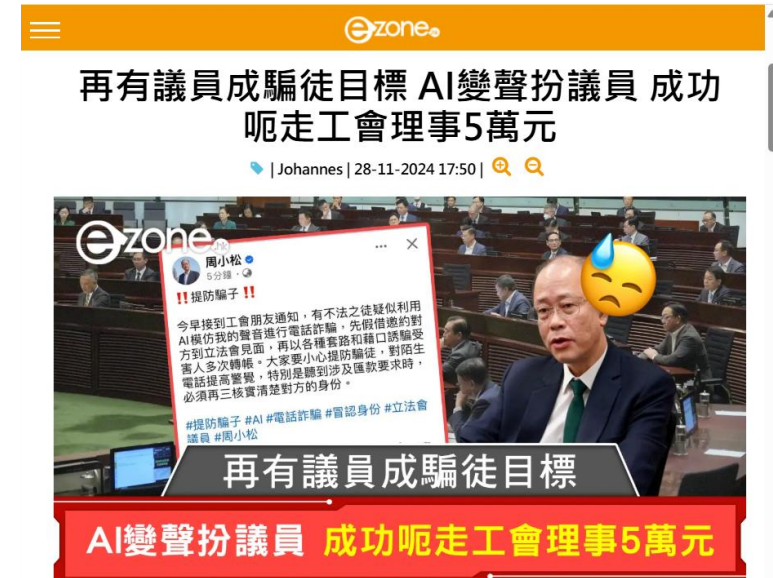 ezone.hk
再有議員成騙徒目標 AI變聲扮議員 成功
呃走工會理事5萬元
| Johannes | 28-11-2024 17:50 |
ezone.hk
周小松
5分鐘
‼️提防騙子‼️
今早接到工會朋友通知，有不法之徒疑似利用
AI模仿我的聲音進行電話詐騙，先假借邀約對
方到立法會見面，再以各種套路和藉口誘騙受
害人多次轉帳。大家要小心提防騙徒，對陌生
電話提高警覺，特別是聽到涉及匯款要求時，
必須再三核實清楚對方的身份。
#提防騙子 #AI #電話詐騙 #冒認身份 #立法會
議員 #周小松
再有議員成騙徒目標
AI變聲扮議員 成功呃走工會理事5萬元